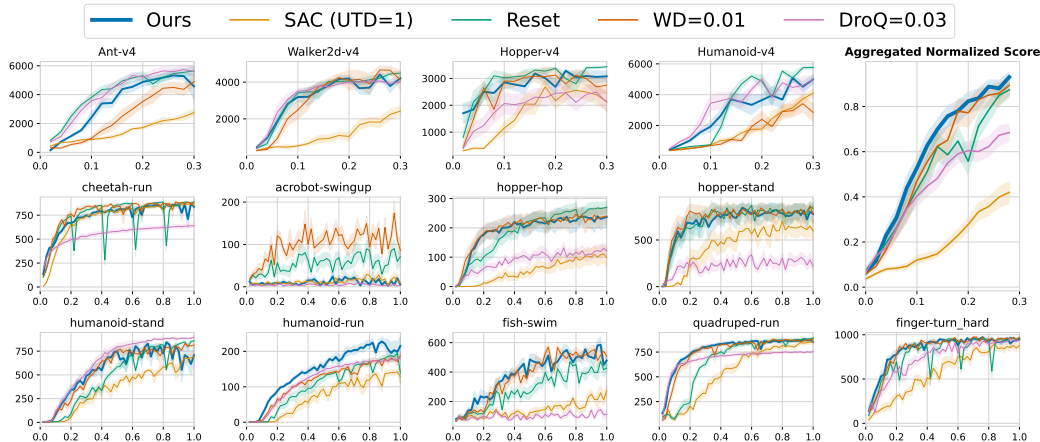 Ours SAC (UTD=1) Reset WD=0.01 DroQ=0.03
Ant-v4 Walker2d-v4 Hopper-v4 Humanoid-v4 Aggregated Normalized Score
6000
4000
2000
0
0.0 0.1 0.2 0.3
4000
2000
0
0.0 0.1 0.2 0.3
3000
2000
1000
0.0 0.1 0.2 0.3
6000
4000
2000
0.0 0.1 0.2 0.3
0.8
0.6
0.4
0.2
0.0
0.0 0.1 0.2 0.3
cheetah-run acrobot-swingup hopper-hop hopper-stand
750
500
250
0
0.0 0.2 0.4 0.6 0.8 1.0
200
100
0
0.0 0.2 0.4 0.6 0.8 1.0
300
200
100
0
0.0 0.2 0.4 0.6 0.8 1.0
500
0
0.0 0.2 0.4 0.6 0.8 1.0
humanoid-stand humanoid-run fish-swim quadruped-run finger-turn_hard
750
500
250
0
0.0 0.2 0.4 0.6 0.8 1.0
200
100
0
0.0 0.2 0.4 0.6 0.8 1.0
600
400
200
0.0 0.2 0.4 0.6 0.8 1.0
750
500
250
0
0.0 0.2 0.4 0.6 0.8 1.0
1000
500
0
0.0 0.2 0.4 0.6 0.8 1.0